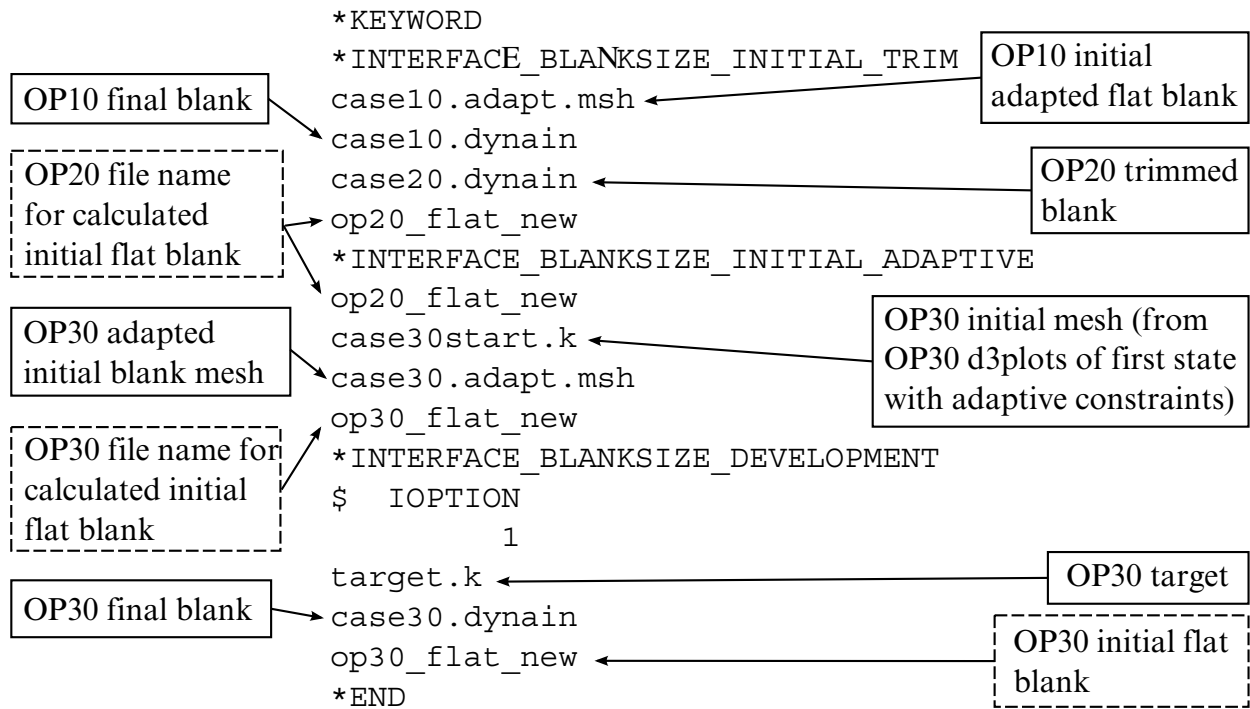 *KEYWORD
*INTERFACE_BLANKSIZE_INITIAL_TRIM
case10.adapt.msh
case10.dynain
case20.dynain
op20_flat_new
*INTERFACE_BLANKSIZE_INITIAL_ADAPTIVE
op20_flat_new
case30start.k
case30.adapt.msh
op30_flat_new
*INTERFACE_BLANKSIZE_DEVELOPMENT
$ IOPTION
1
target.k
case30.dynain
op30_flat_new
*END
OP10 final blank
OP20 file name
for calculated
initial flat blank
OP30 adapted
initial blank mesh
OP30 file name for
calculated initial
flat blank
OP30 final blank
OP10 initial
adapted flat blank
OP20 trimmed
blank
OP30 initial mesh (from
OP30 d3plots of first state
with adaptive constraints)
OP30 target
OP30 initial flat
blank